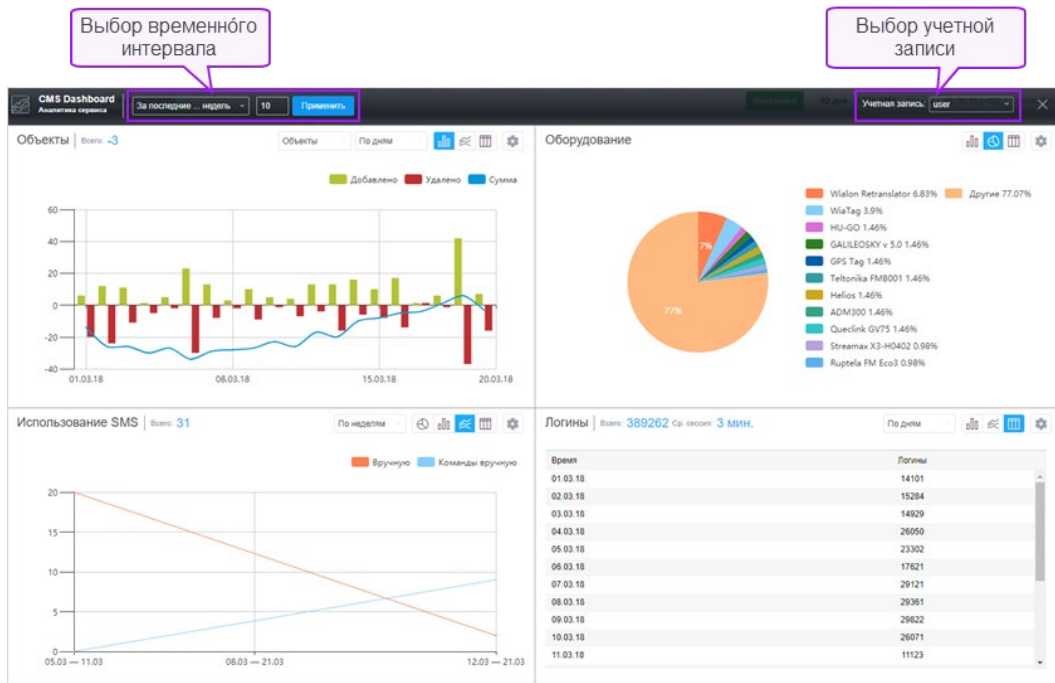 Выбор временно́го
интервала
Выбор учетной
записи
CMS Dashboard
Аналитика сервиса
За последние ... недель
10
Применить
Dashboard
Учетная запись:
user
Объекты
Всего: -3
Объекты
По дням
Добавлено
Удалено
Сумма
60
40
20
0
-20
-40
01.03.18
08.03.18
15.03.18
20.03.18
Оборудование
7%
77%
Wialon Retranslator 6.83%
Другие 77.07%
WiaTag 3.9%
HU-GO 1.46%
GALILEOSKY v 5.0 1.46%
GPS Tag 1.46%
Teltonika FMB001 1.46%
Helios 1.46%
ADM300 1.46%
Queclink GV75 1.46%
Streamax X3-H0402 0.98%
Ruptela FM Eco3 0.98%
Использование SMS
Всего: 31
По неделям
Вручную
Команды вручную
20
15
10
5
0
05.03 — 11.03
08.03 — 21.03
12.03 — 21.03
Логины
Всего: 389262 Ср. сессия: 3 мин.
По дням
Время Логины
01.03.18 14101
02.03.18 15284
03.03.18 14929
04.03.18 26050
05.03.18 23302
06.03.18 17621
07.03.18 29121
08.03.18 29361
09.03.18 29822
10.03.18 26071
11.03.18 11123